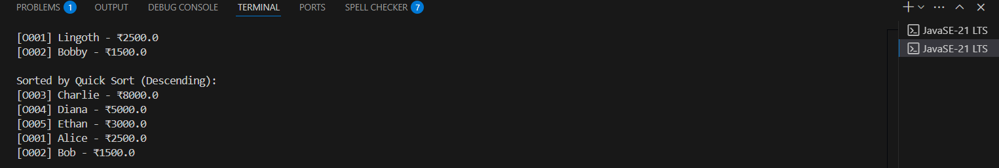 PROBLEMS 1 OUTPUT DEBUG CONSOLE TERMINAL PORTS SPELL CHECKER 7
[O001] Lingoth - ₹2500.0
[O002] Bobby - ₹1500.0
Sorted by Quick Sort (Descending):
[O003] Charlie - ₹8000.0
[O004] Diana - ₹5000.0
[O005] Ethan - ₹3000.0
[O001] Alice - ₹2500.0
[O002] Bob - ₹1500.0
JavaSE-21 LTS
JavaSE-21 LTS